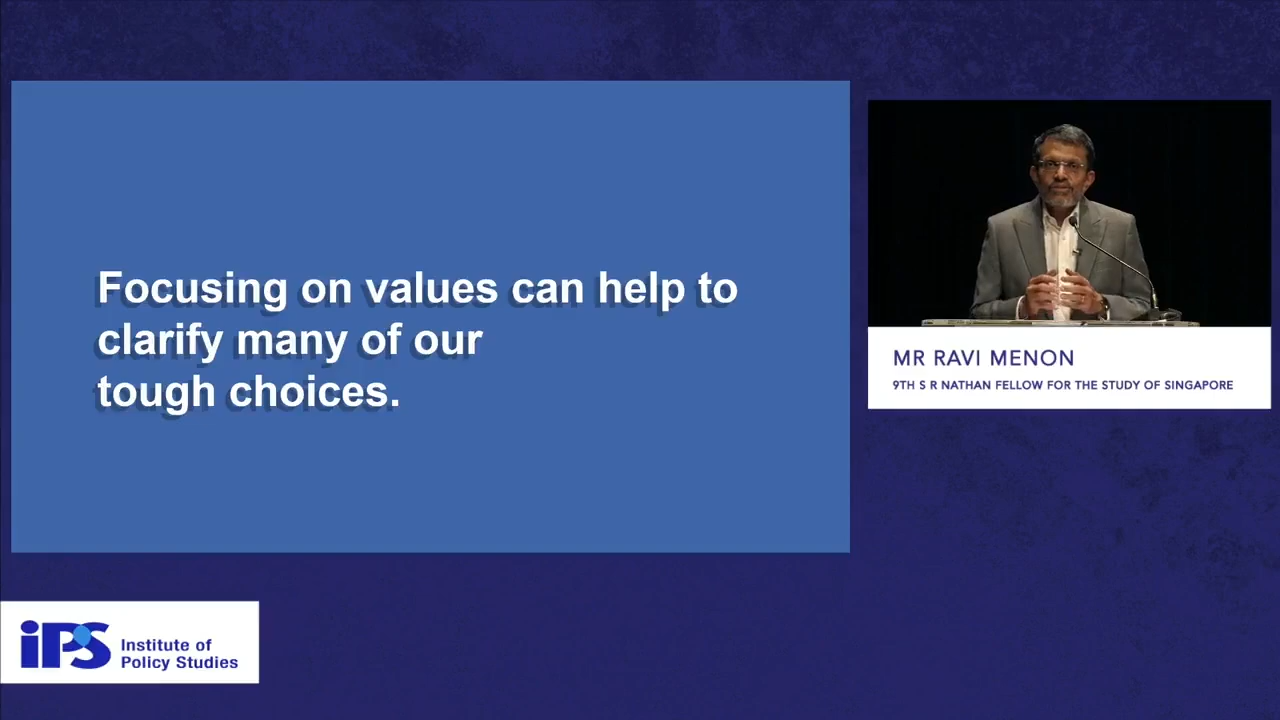 Focusing on values can help to
clarify many of our
tough choices.
MR RAVI MENON
9TH S R NATHAN FELLOW FOR THE STUDY OF SINGAPORE
iPS
Institute of
Policy Studies